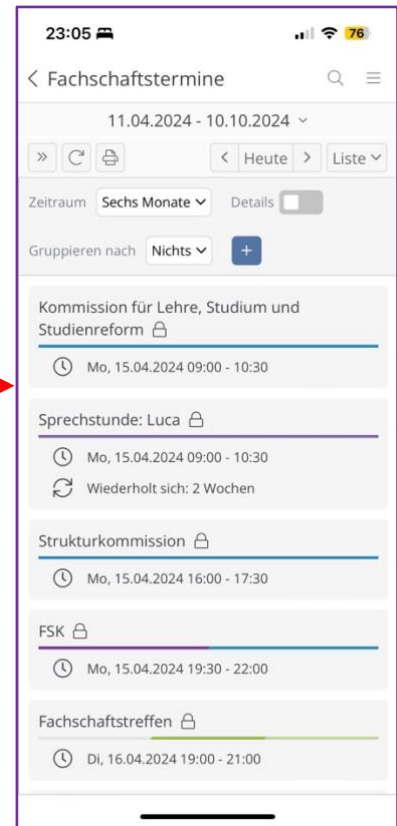 23:05
76
Fachschaftstermine
11.04.2024 - 10.10.2024
Heute
Liste
Zeitraum Sechs Monate Details
Gruppieren nach Nichts +
Kommission für Lehre, Studium und
Studienreform
Mo, 15.04.2024 09:00 - 10:30
Sprechstunde: Luca
Mo, 15.04.2024 09:00 - 10:30
Wiederholt sich: 2 Wochen
Strukturkommission
Mo, 15.04.2024 16:00 - 17:30
FSK
Mo, 15.04.2024 19:30 - 22:00
Fachschaftstreffen
Di, 16.04.2024 19:00 - 21:00